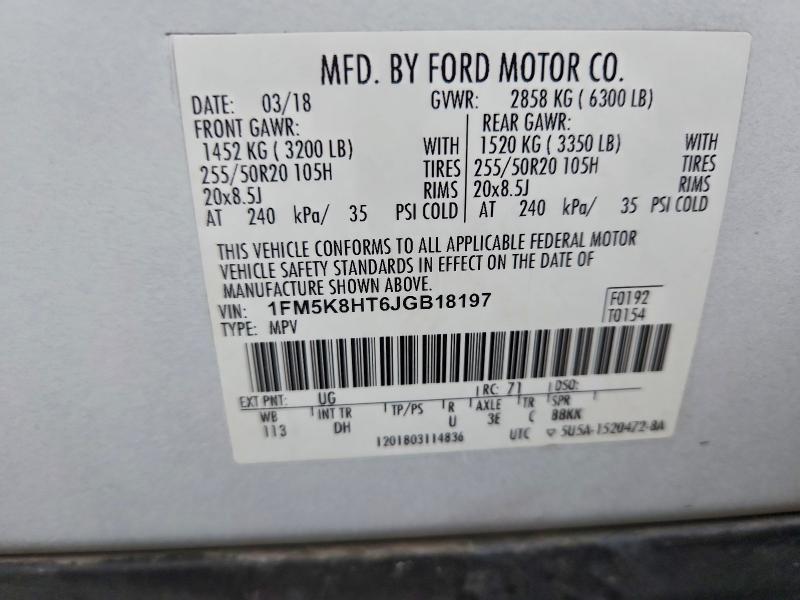 MFD. BY FORD MOTOR CO.
DATE: 03/18 GVWR: 2858 KG ( 6300 LB)
FRONT GAWR: REAR GAWR:
1452 KG ( 3200 LB) WITH 1520 KG ( 3350 LB) WITH
255/50R20 105H TIRES 255/50R20 105H TIRES
20x8.5J RIMS 20x8.5J RIMS
AT 240 kPa/ 35 PSI COLD AT 240 kPa/ 35 PSI COLD
THIS VEHICLE CONFORMS TO ALL APPLICABLE FEDERAL MOTOR
VEHICLE SAFETY STANDARDS IN EFFECT ON THE DATE OF
MANUFACTURE SHOWN ABOVE.
VIN: 1FM5K8HT6JGB18197 F0192
TYPE: MPV T0154
EXT PNT: UG RC: 71 DSO:
WB INT TR TP/PS R AXLE TR SPR
113 DH U 3E C BBKK
1201803114836 UTC 5U5A-1520472-BA